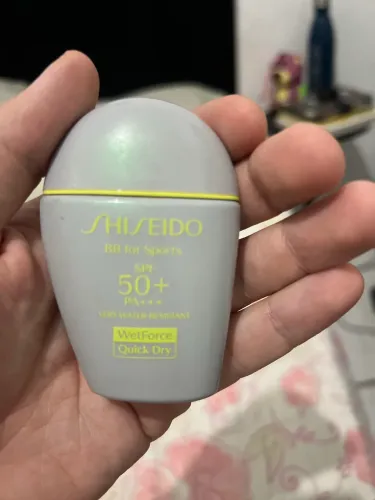 SHISEIDO
BB for Sports
SPF
50+
PA+++
VERY WATER-RESISTANT
WetForce
Quick Dry